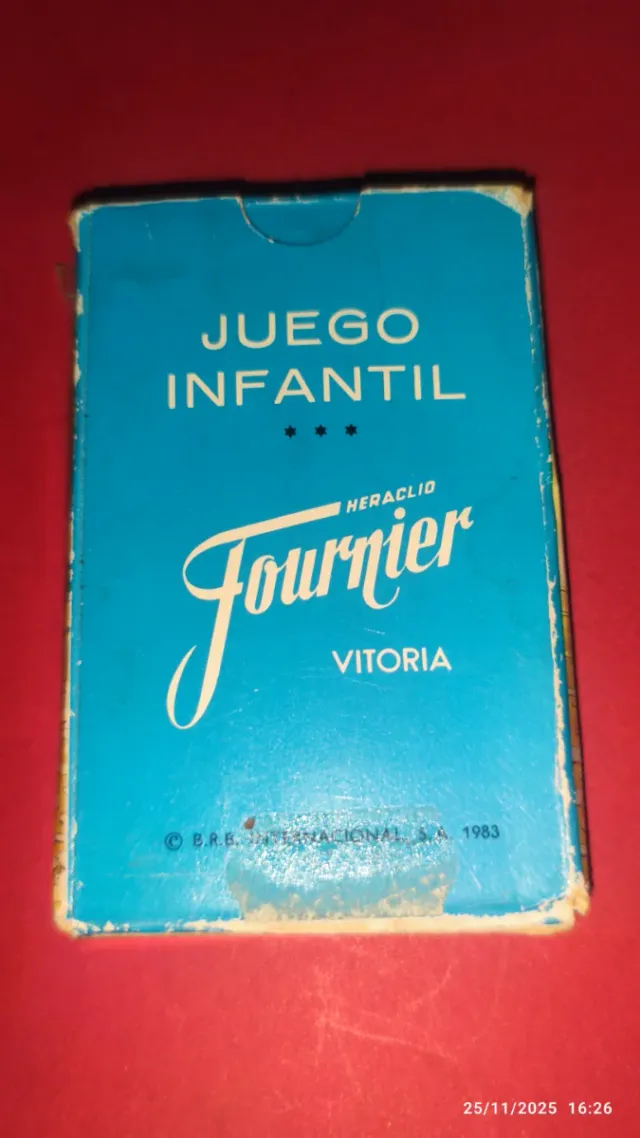 JUEGO
INFANTIL
HERACLIO
Fournier
VITORIA
© B.R.B. INTERNACIONAL, S.A. 1983
25/11/2025 16:26